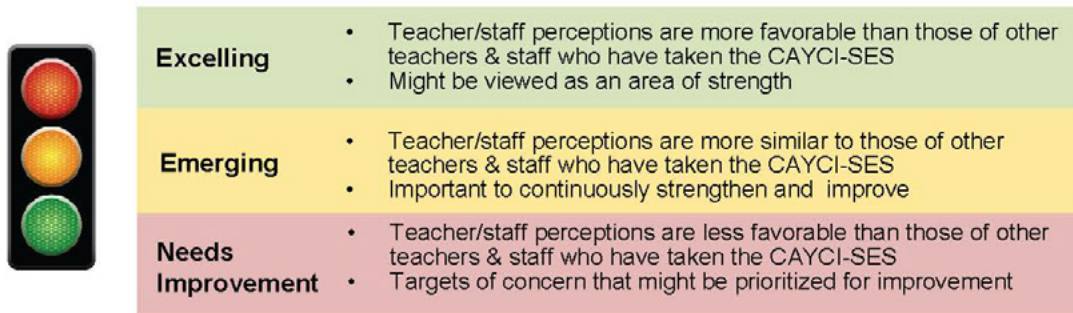 Excelling
• Teacher/staff perceptions are more favorable than those of other
teachers & staff who have taken the CAYCI-SES
• Might be viewed as an area of strength
Emerging
• Teacher/staff perceptions are more similar to those of other
teachers & staff who have taken the CAYCI-SES
• Important to continuously strengthen and improve
Needs
Improvement
• Teacher/staff perceptions are less favorable than those of other
teachers & staff who have taken the CAYCI-SES
• Targets of concern that might be prioritized for improvement